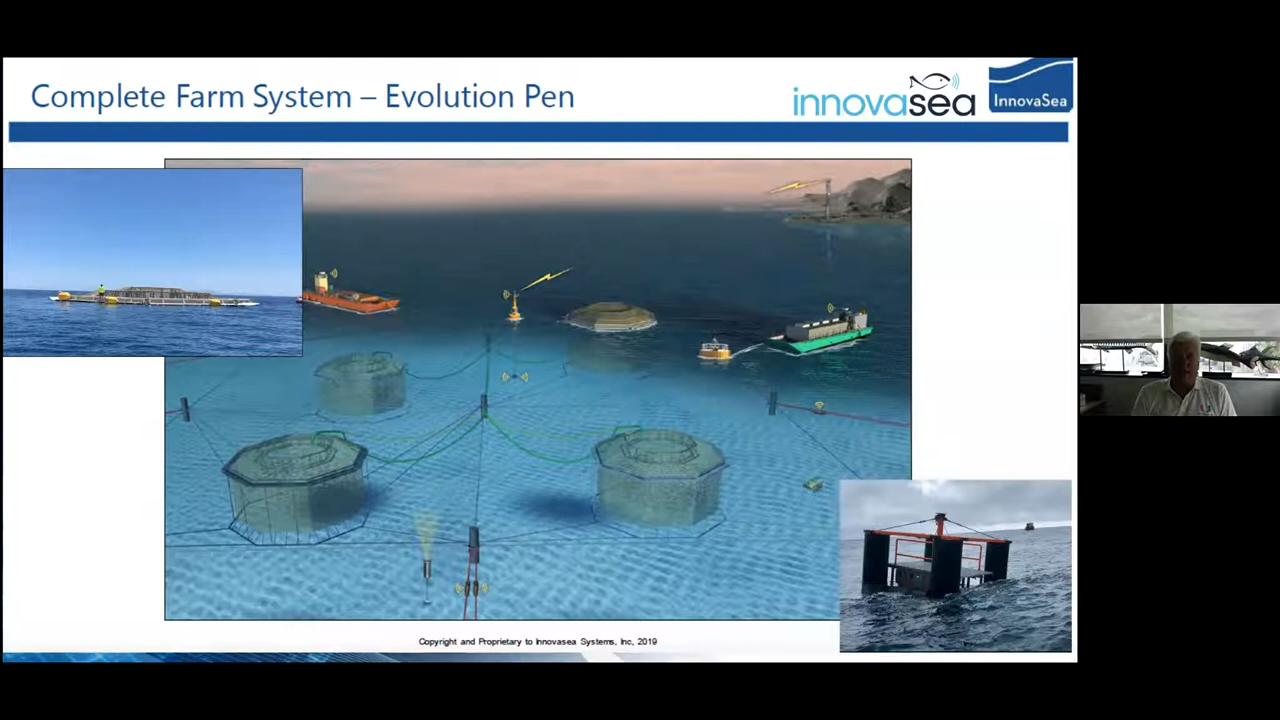 Complete Farm System – Evolution Pen
innovasea
InnovaSea
Copyright and Proprietary to Innovasea Systems, Inc, 2019